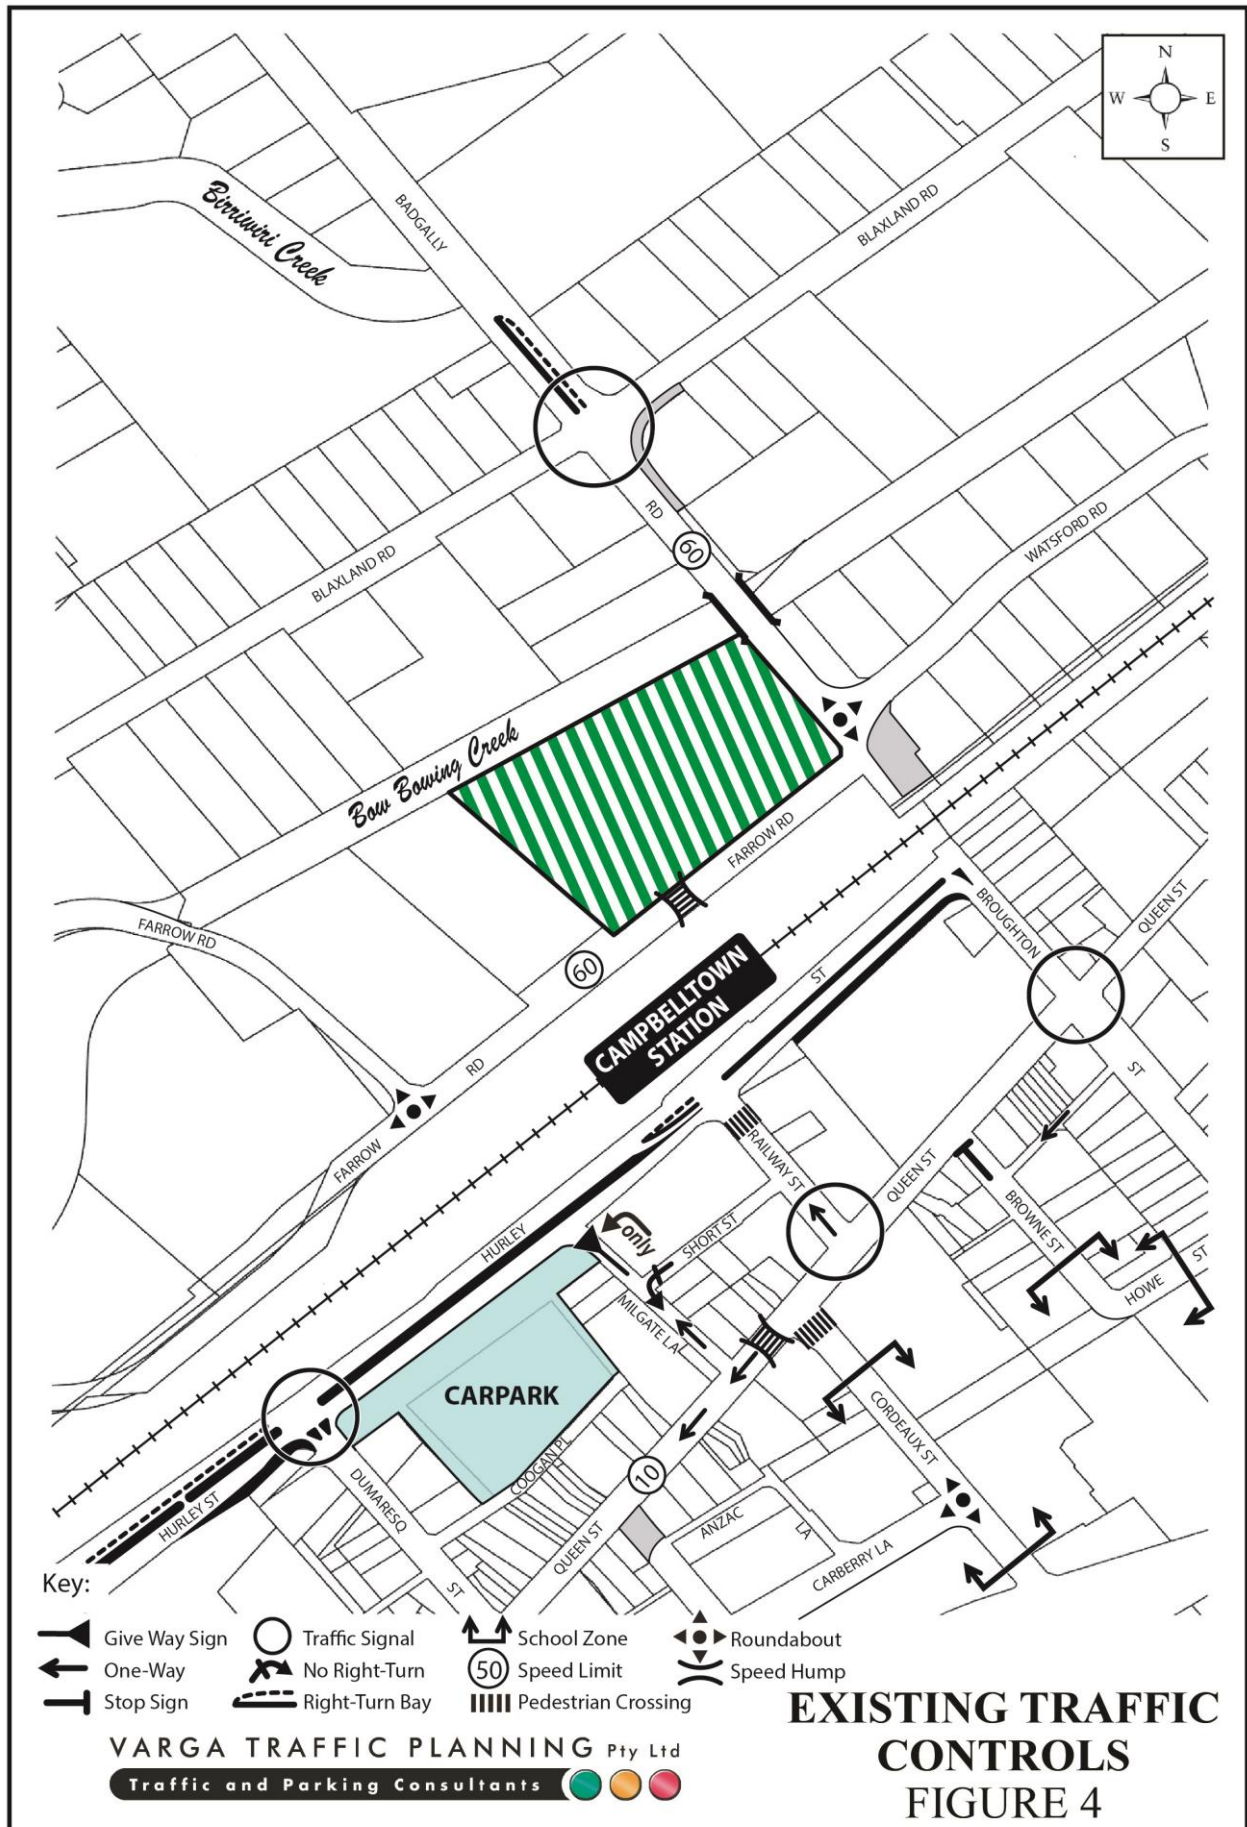 N
W E
S
Birriwiri Creek
BADGALLY
BLAXLAND RD
RD
60
BLAXLAND RD
WATSFORD RD
Bow Bowing Creek
FARROW RD
FARROW RD
60
CAMPBELLTOWN
STATION
BROUGHTON
QUEEN ST
ST
RD
FARROW
ST
RAILWAY ST
QUEEN ST
BROWNE ST
HURLEY
only
SHORT ST
MILGATE LA
HOWE
ST
CARPARK
CORDEAUX ST
COOGAN PL
10
DUMARESQ
HURLEY ST
ANZAC
LA
QUEEN ST
CARBERRY LA
ST
Key:
Give Way Sign
Traffic Signal
School Zone
Roundabout
One-Way
No Right-Turn
50 Speed Limit
Speed Hump
Stop Sign
Right-Turn Bay
Pedestrian Crossing
EXISTING TRAFFIC
CONTROLS
FIGURE 4
VARGA TRAFFIC PLANNING Pty Ltd
Traffic and Parking Consultants